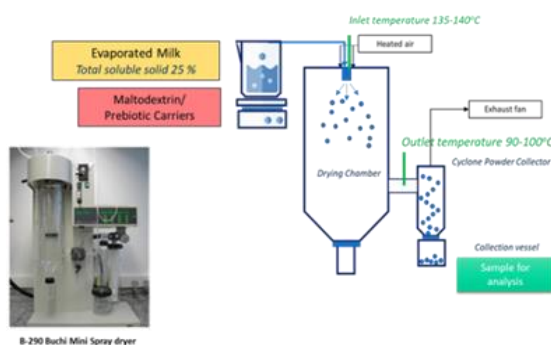 Inlet temperature 135-140°C
Heated air
Evaporated Milk
Total soluble solid 25 %
Maltodextrin/
Prebiotic Carriers
Exhaust fan
Outlet temperature 90-100°C
Cyclone Powder Collector
Drying Chamber
Collection vessel
Sample for
analysis
B-290 Buchi Mini Spray dryer